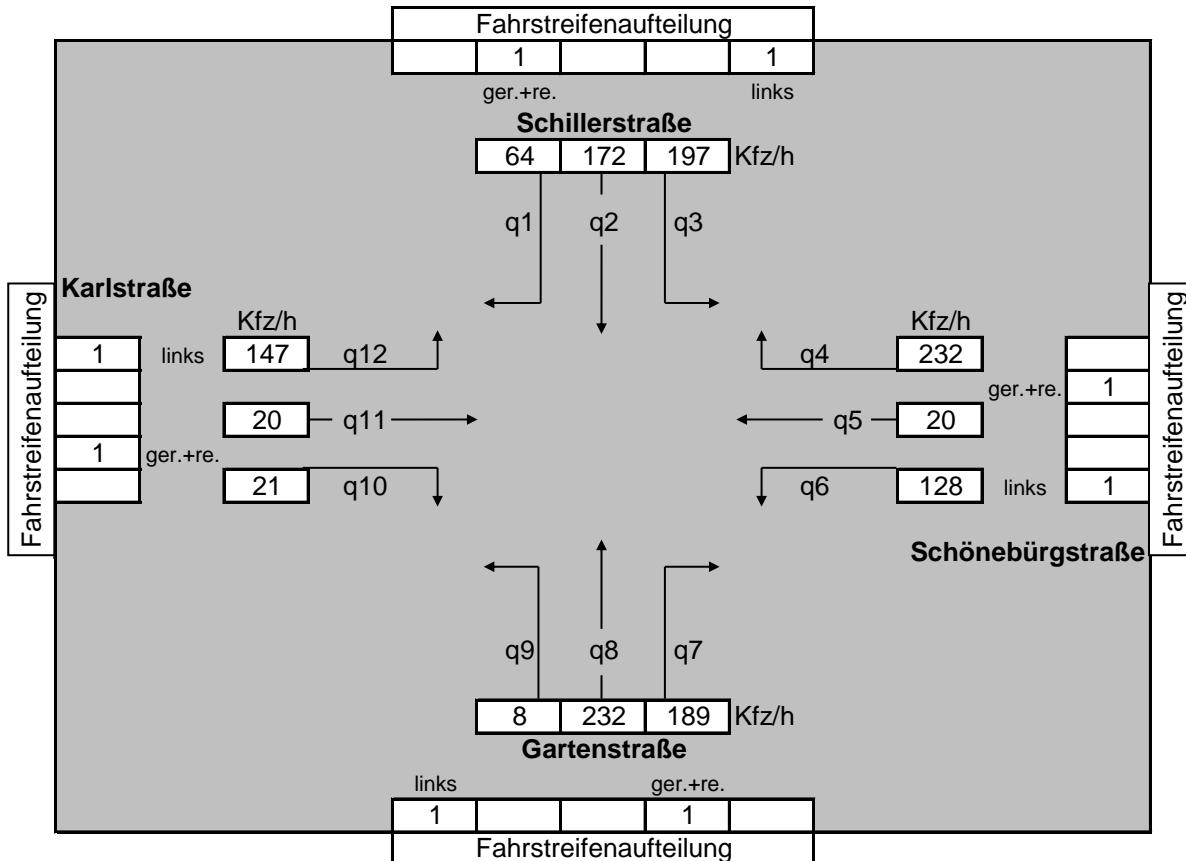 Fahrstreifenaufteilung
1 1
ger.+re. links
Schillerstraße
64 172 197 Kfz/h
q1 q2 q3
Karlstraße
Fahrstreifenaufteilung
Kfz/h
1 links 147 q12
20 q11
1 ger.+re.
21 q10
Kfz/h
q4 232
ger.+re. 1
q5 20
q6 128 links 1
Schönebürgstraße
Fahrstreifenaufteilung
q9 q8 q7
8 232 189 Kfz/h
Gartenstraße
links ger.+re.
1 1
Fahrstreifenaufteilung